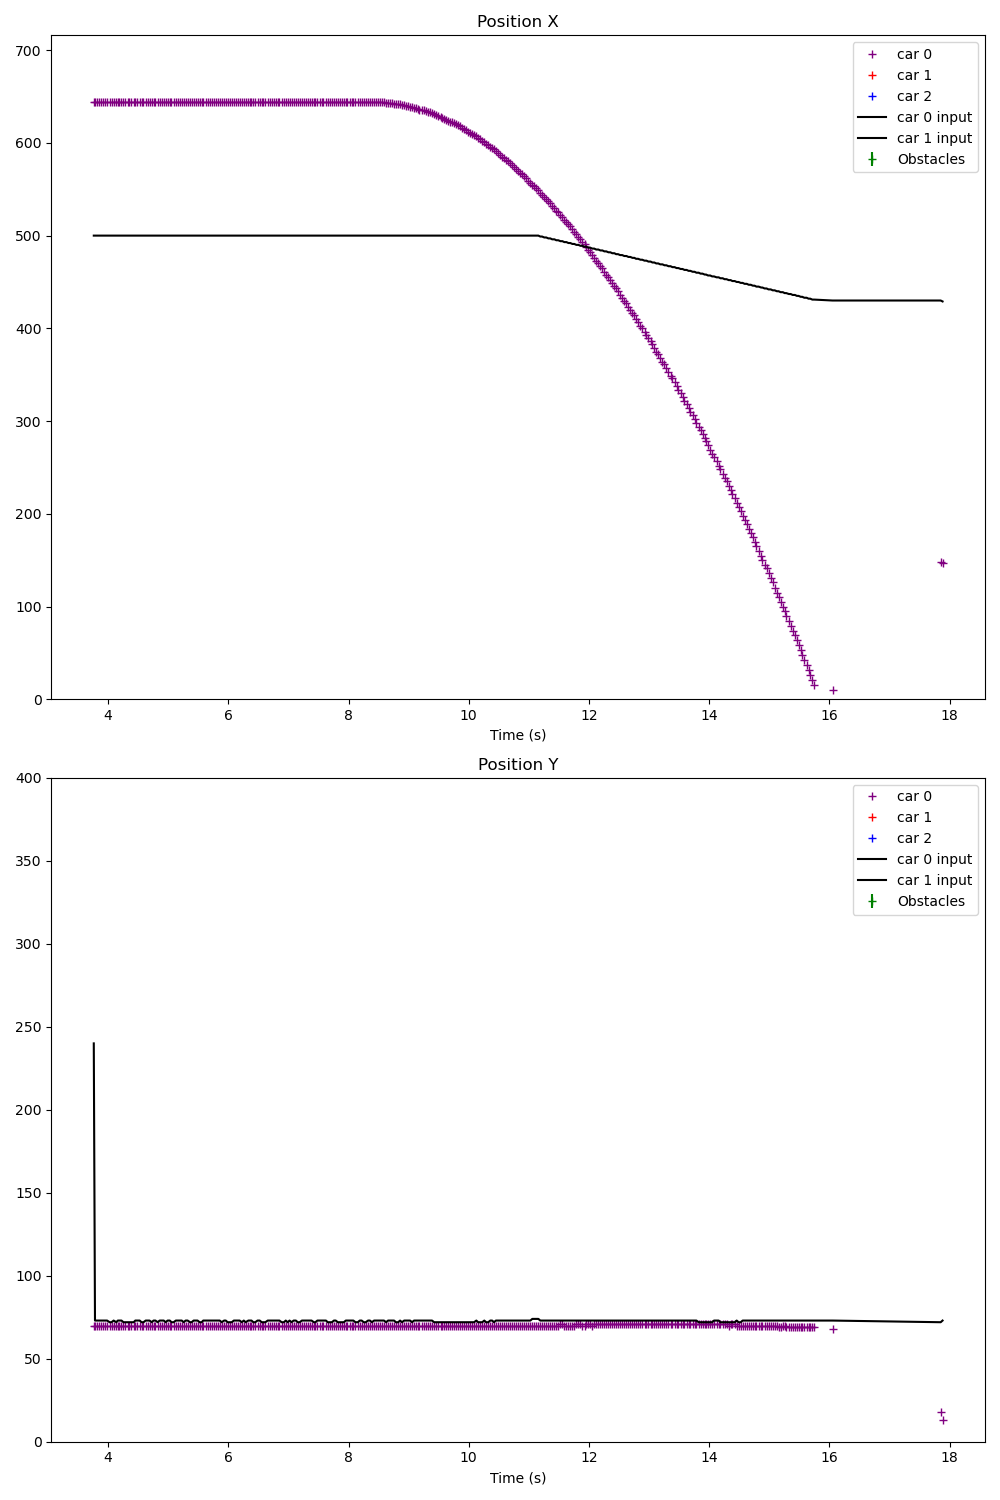 Position X
700
600
500
400
300
200
100
0
car 0
car 1
car 2
car 0 input
car 1 input
Obstacles
4 6 8 10 12 14 16 18
Time (s)
Position Y
400
350
300
250
200
150
100
50
0
car 0
car 1
car 2
car 0 input
car 1 input
Obstacles
4 6 8 10 12 14 16 18
Time (s)